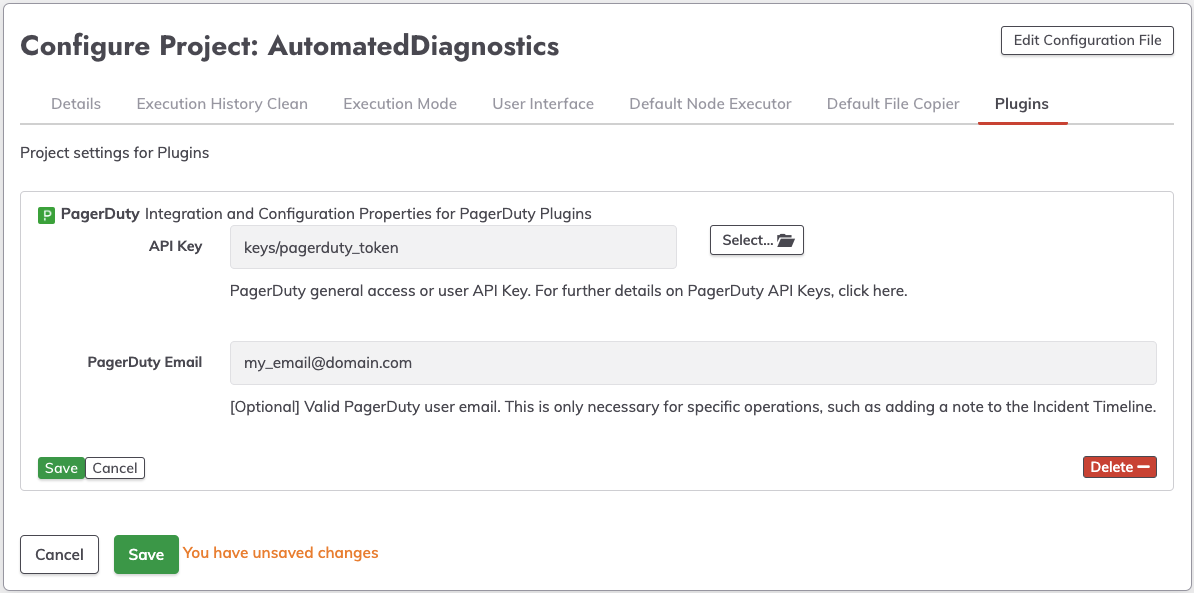 Configure Project: AutomatedDiagnostics
Edit Configuration File
Details Execution History Clean Execution Mode User Interface Default Node Executor Default File Copier Plugins
Project settings for Plugins
P PagerDuty Integration and Configuration Properties for PagerDuty Plugins
API Key keys/pagerduty_token Select...
PagerDuty general access or user API Key. For further details on PagerDuty API Keys, click here.
PagerDuty Email my_email@domain.com
[Optional] Valid PagerDuty user email. This is only necessary for specific operations, such as adding a note to the Incident Timeline.
Save Cancel Delete
Cancel Save You have unsaved changes